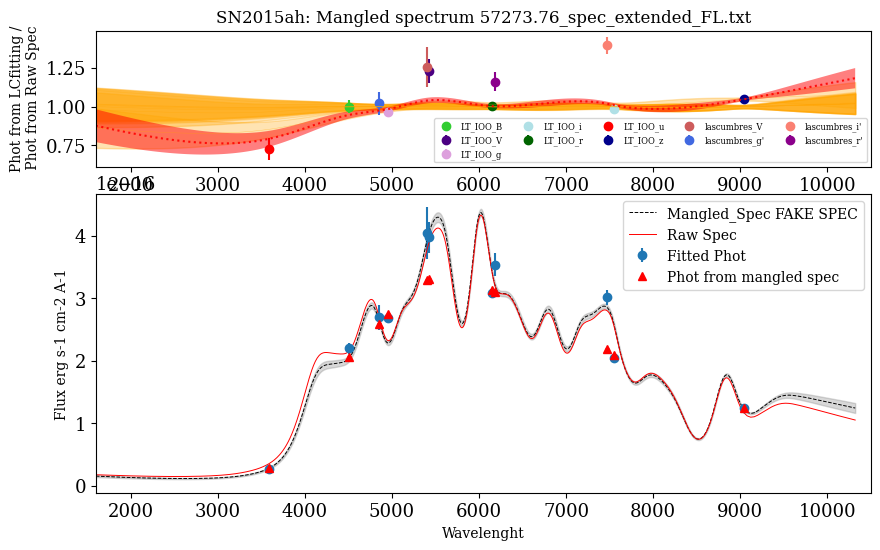 SN2015ah: Mangled spectrum 57273.76_spec_extended_FL.txt
Phot from LCfitting /
Phot from Raw Spec
1.25
1.00
0.75
LT_IOO_B LT_IOO_i LT_IOO_u lascumbres_V lascumbres_i'
LT_IOO_V LT_IOO_r LT_IOO_z lascumbres_g' lascumbres_r'
LT_IOO_g
2000 3000 4000 5000 6000 7000 8000 9000 10000
1e−16
Mangled_Spec FAKE SPEC
Raw Spec
Fitted Phot
Phot from mangled spec
Flux erg s-1 cm-2 A-1
4
3
2
1
0
2000 3000 4000 5000 6000 7000 8000 9000 10000
Wavelenght